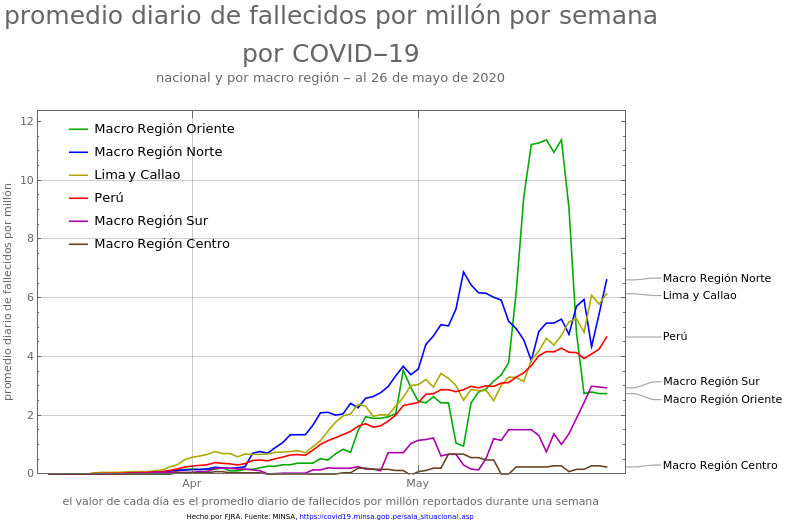 promedio diario de fallecidos por millón por semana
por COVID−19
nacional y por macro región − al 26 de mayo de 2020
promedio diario de fallecidos por millón
12
10
8
6
4
2
0
Macro Región Oriente
Macro Región Norte
Lima y Callao
Perú
Macro Región Sur
Macro Región Centro
Macro Región Norte
Lima y Callao
Perú
Macro Región Sur
Macro Región Oriente
Macro Región Centro
Apr
May
el valor de cada día es el promedio diario de fallecidos por millón reportados durante una semana
Hecho por FJRA. Fuente: MINSA, https://covid19.minsa.gob.pe/sala_situacional.asp